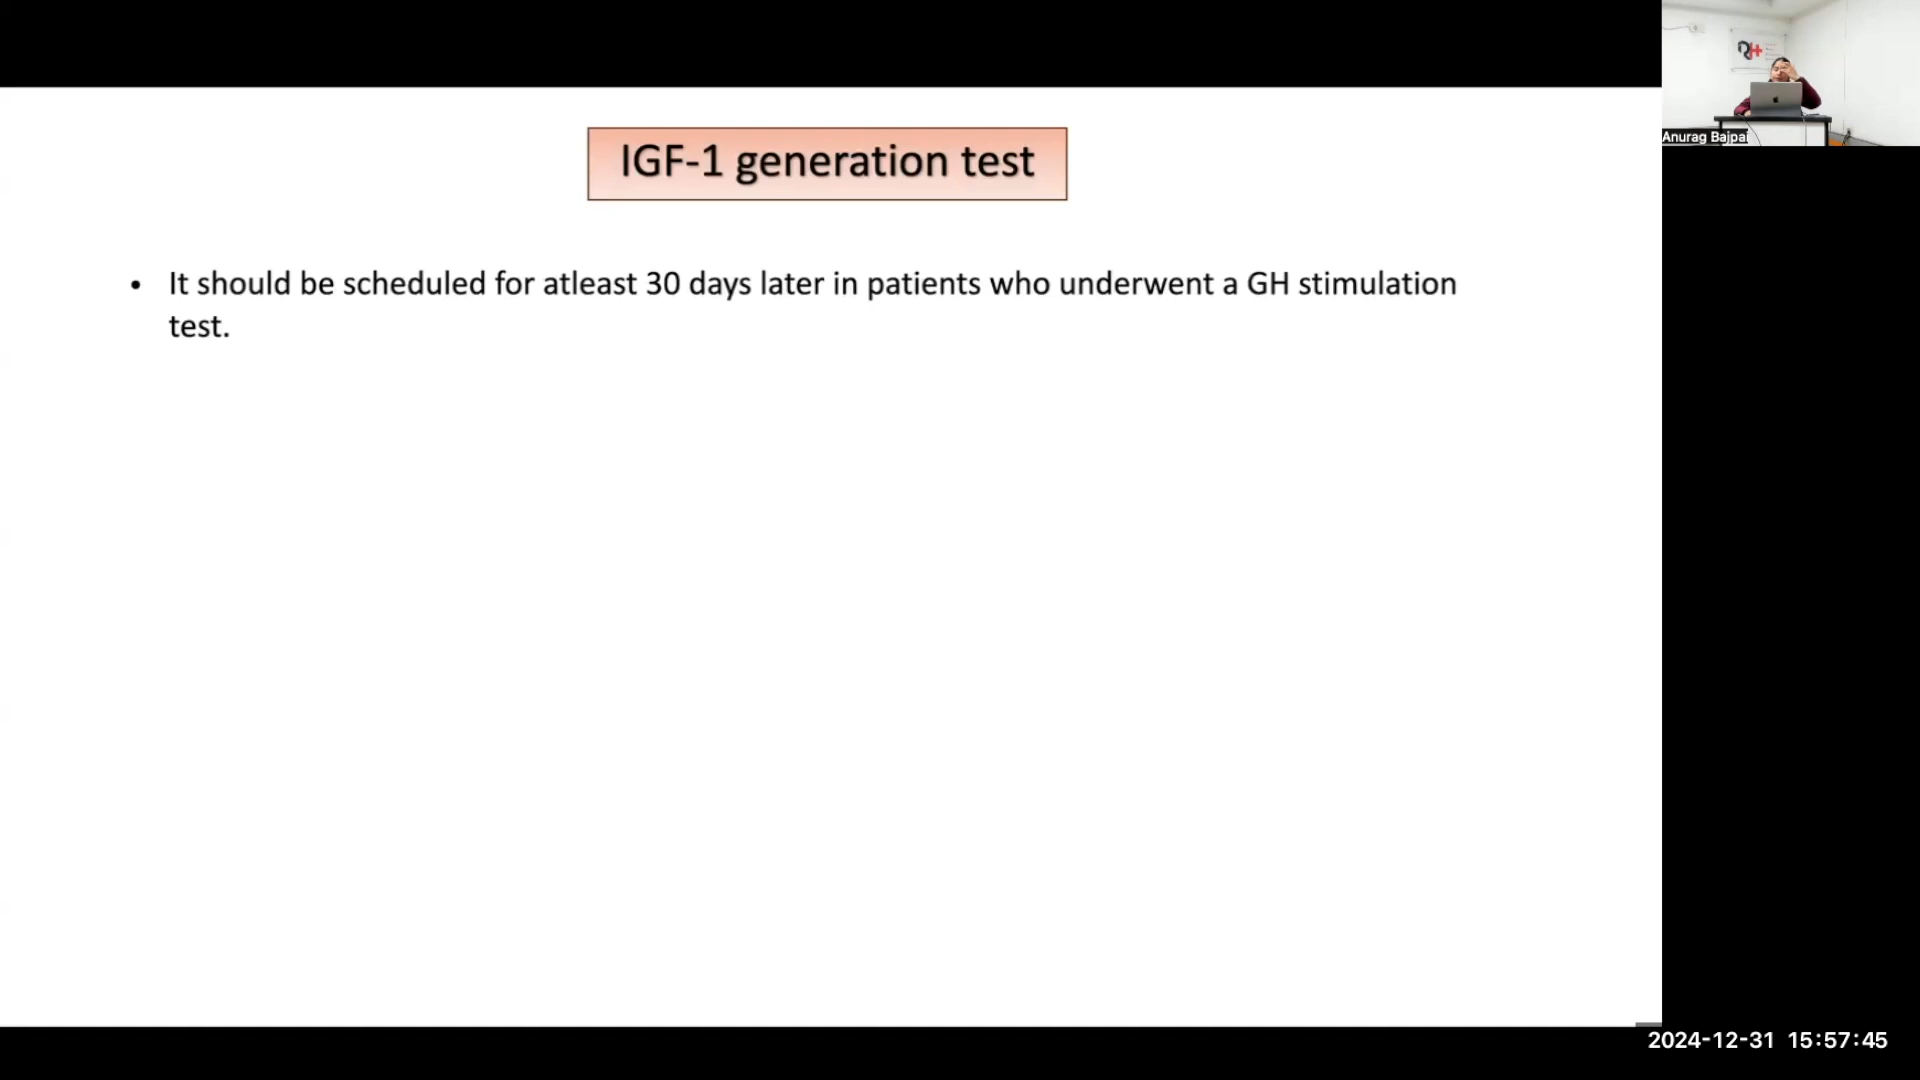 IGF-1 generation test
• It should be scheduled for atleast 30 days later in patients who underwent a GH stimulation
test.
Anurag Bajpai
2024-12-31 15:57:45